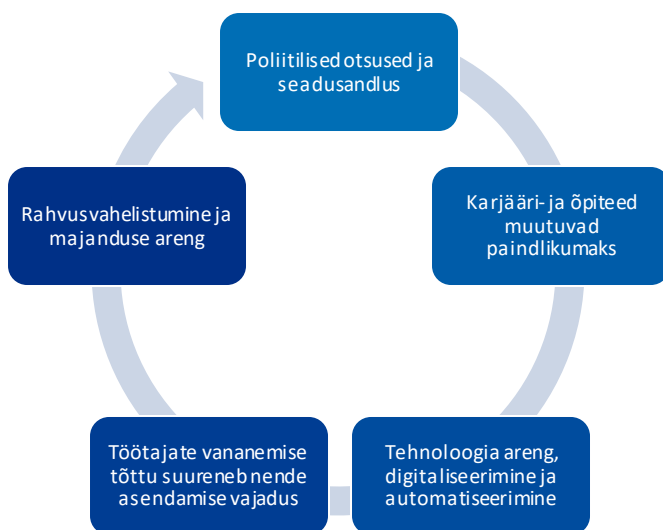 Poliitilised otsused ja
seadusandlus
Karjääri- ja õpiteed
muutuvad
paindlikumaks
Tehnoloogia areng,
digitaliseerimine ja
automatiseerimine
Töötajate vananemise
tõttu suureneb nende
asendamise vajadus
Rahvusvahelistumine ja
majanduse areng